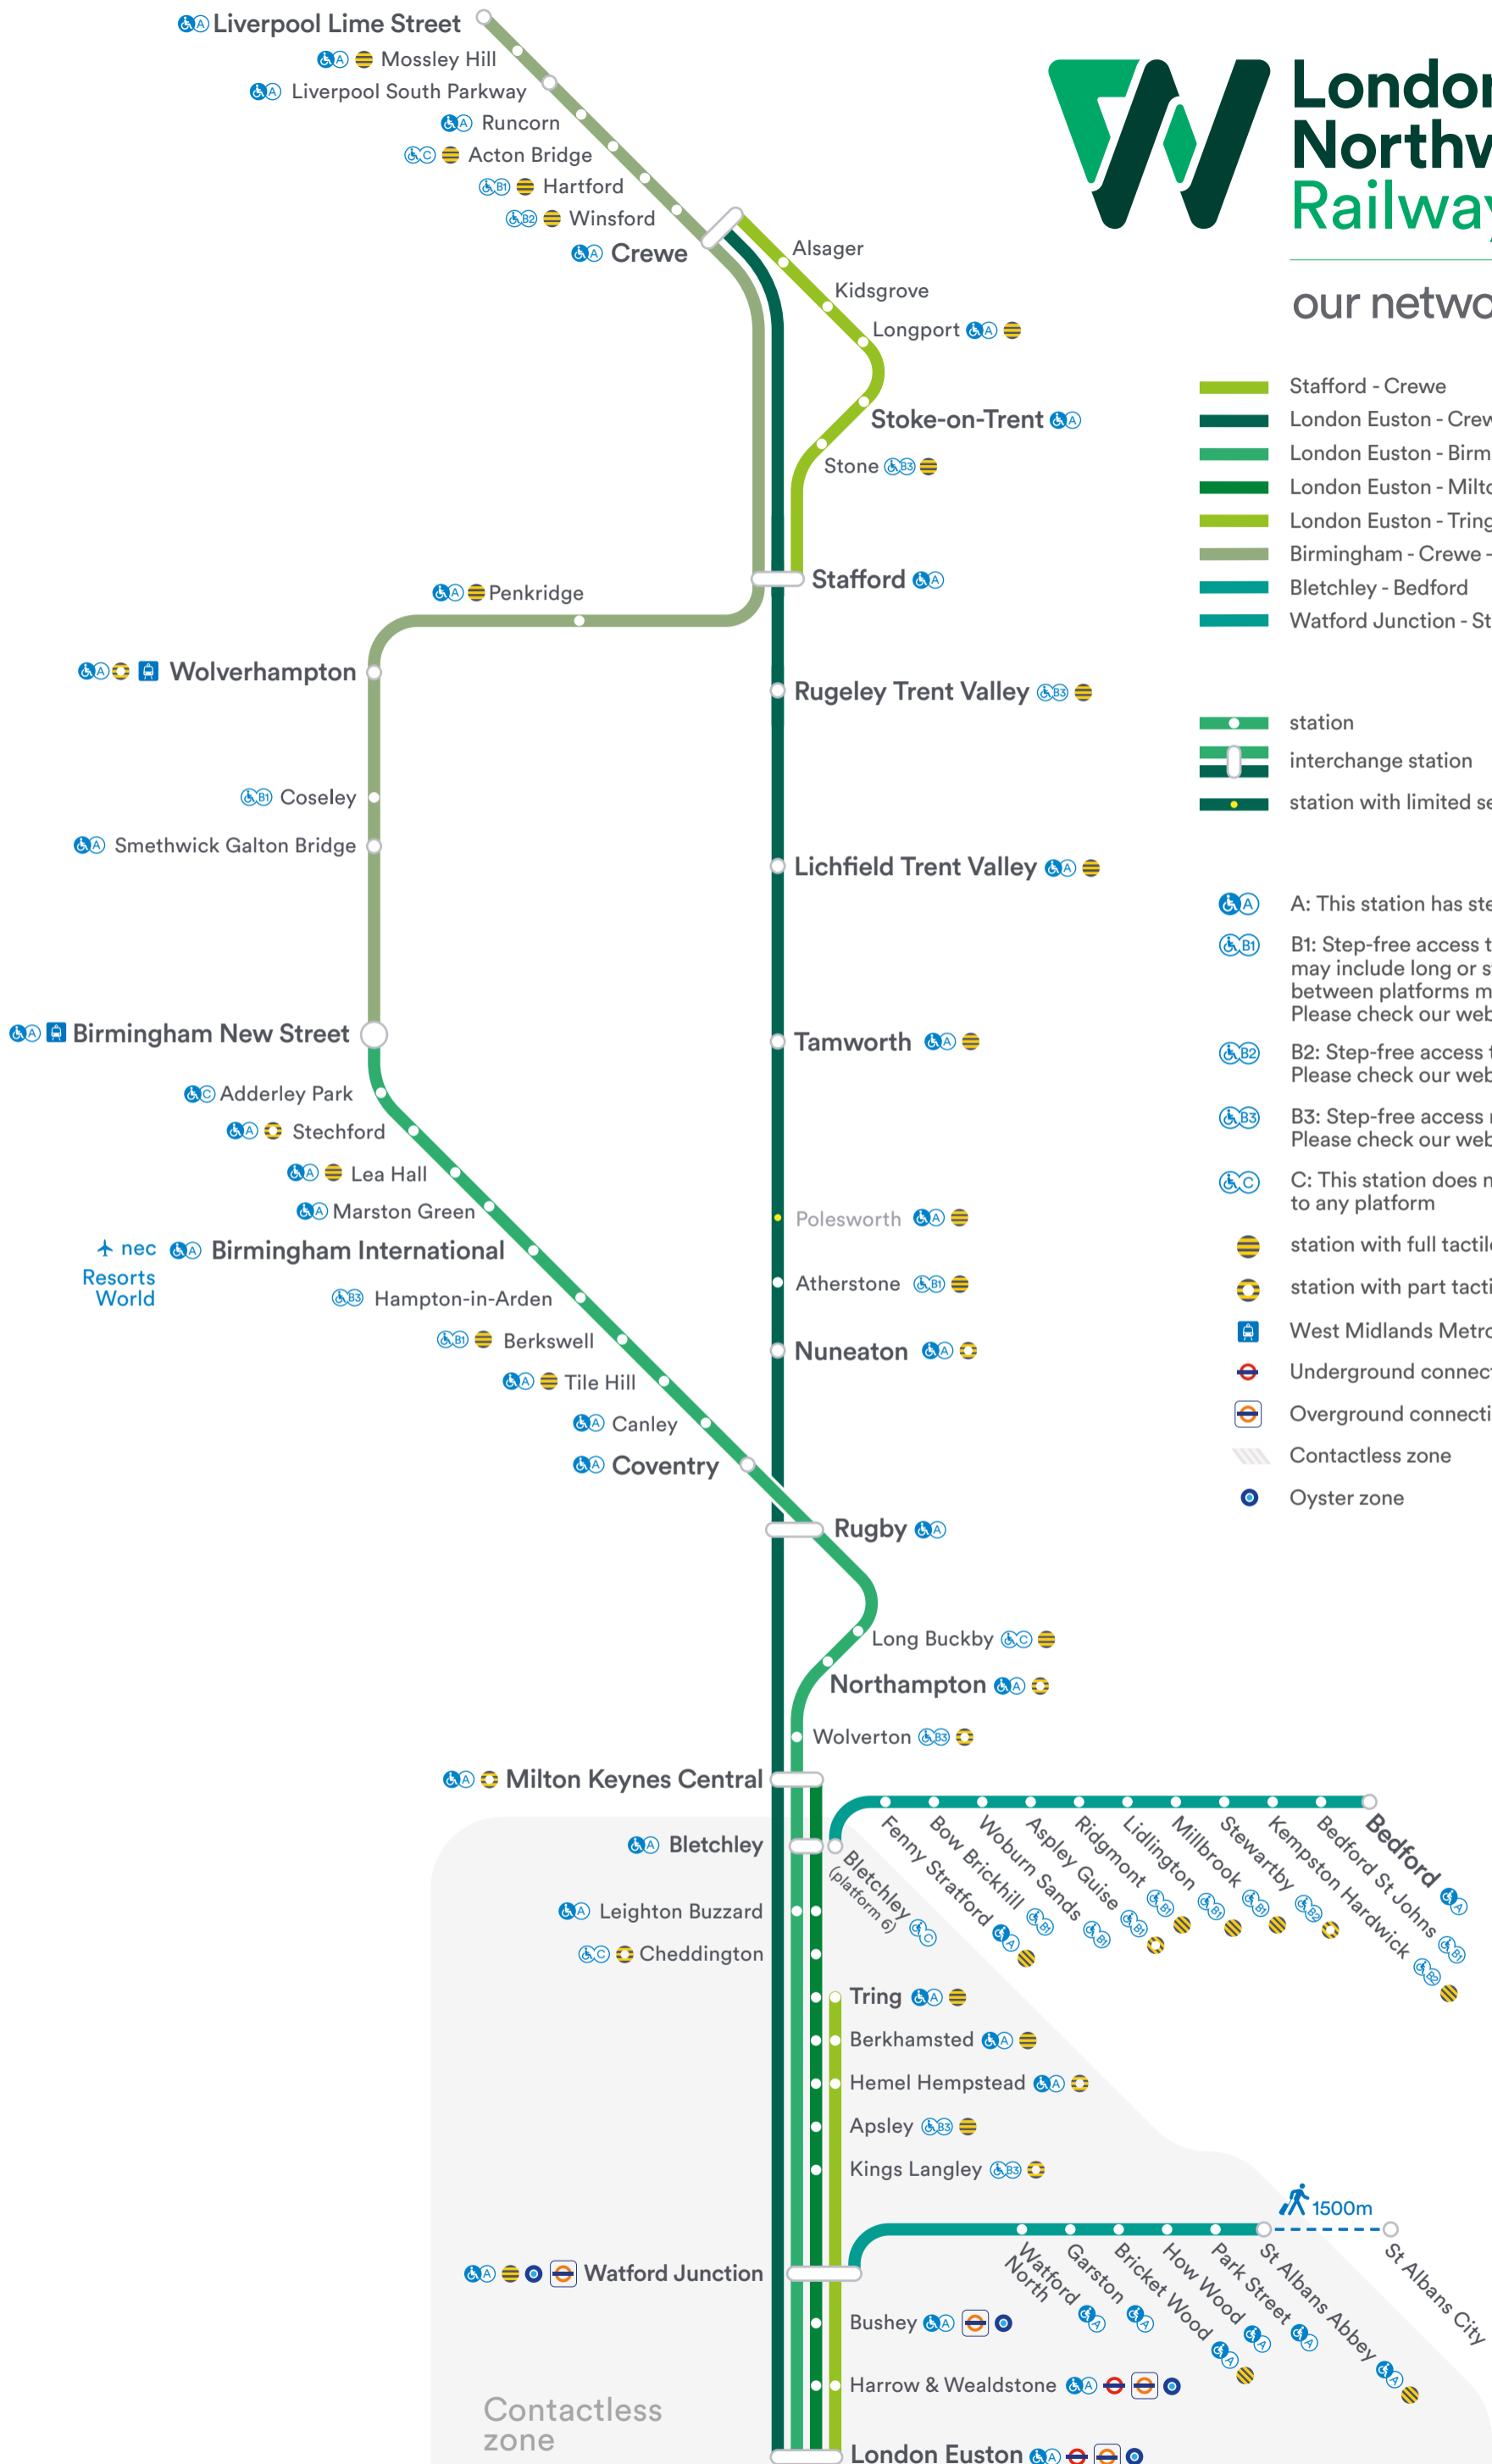 Liverpool Lime Street
Mossley Hill
Liverpool South Parkway
Runcorn
Acton Bridge
Hartford
Winsford
Crewe
London
Northw
Railway
our netwo
Alsager
Kidsgrove
Longport
Stoke-on-Trent
Stone
Stafford
Penkridge
Wolverhampton
Coseley
Smethwick Galton Bridge
Birmingham New Street
Adderley Park
Stechford
Lea Hall
Marston Green
Birmingham International
nec
Resorts
World
Hampton-in-Arden
Berkswell
Tile Hill
Canley
Coventry
Rugeley Trent Valley
Lichfield Trent Valley
Tamworth
Polesworth
Atherstone
Nuneaton
Rugby
Long Buckby
Northampton
Wolverton
Milton Keynes Central
Bletchley
Leighton Buzzard
Cheddington
Bletchley
(platform 6)
Fenny Stratford
Bow Brickhill
Woburn Sands
Aspley Guise
Ridgmont
Lidlington
Millbrook
Stewartby
Kempston Hardwick
Bedford St Johns
Bedford
Tring
Berkhamsted
Hemel Hempstead
Apsley
Kings Langley
Watford Junction
1500m
Watford
North
Garston
Bricket Wood
How Wood
Park Street
St Albans Abbey
St Albans City
Bushey
Harrow & Wealdstone
London Euston
Contactless
zone
Stafford - Crewe
London Euston - Crew
London Euston - Birm
London Euston - Milto
London Euston - Tring
Birmingham - Crewe -
Bletchley - Bedford
Watford Junction - St
station
interchange station
station with limited se
A: This station has ste
B1: Step-free access t
may include long or s
between platforms m
Please check our web
B2: Step-free access t
Please check our web
B3: Step-free access r
Please check our web
C: This station does n
to any platform
station with full tactile
station with part tacti
West Midlands Metro
Underground connect
Overground connecti
Contactless zone
Oyster zone